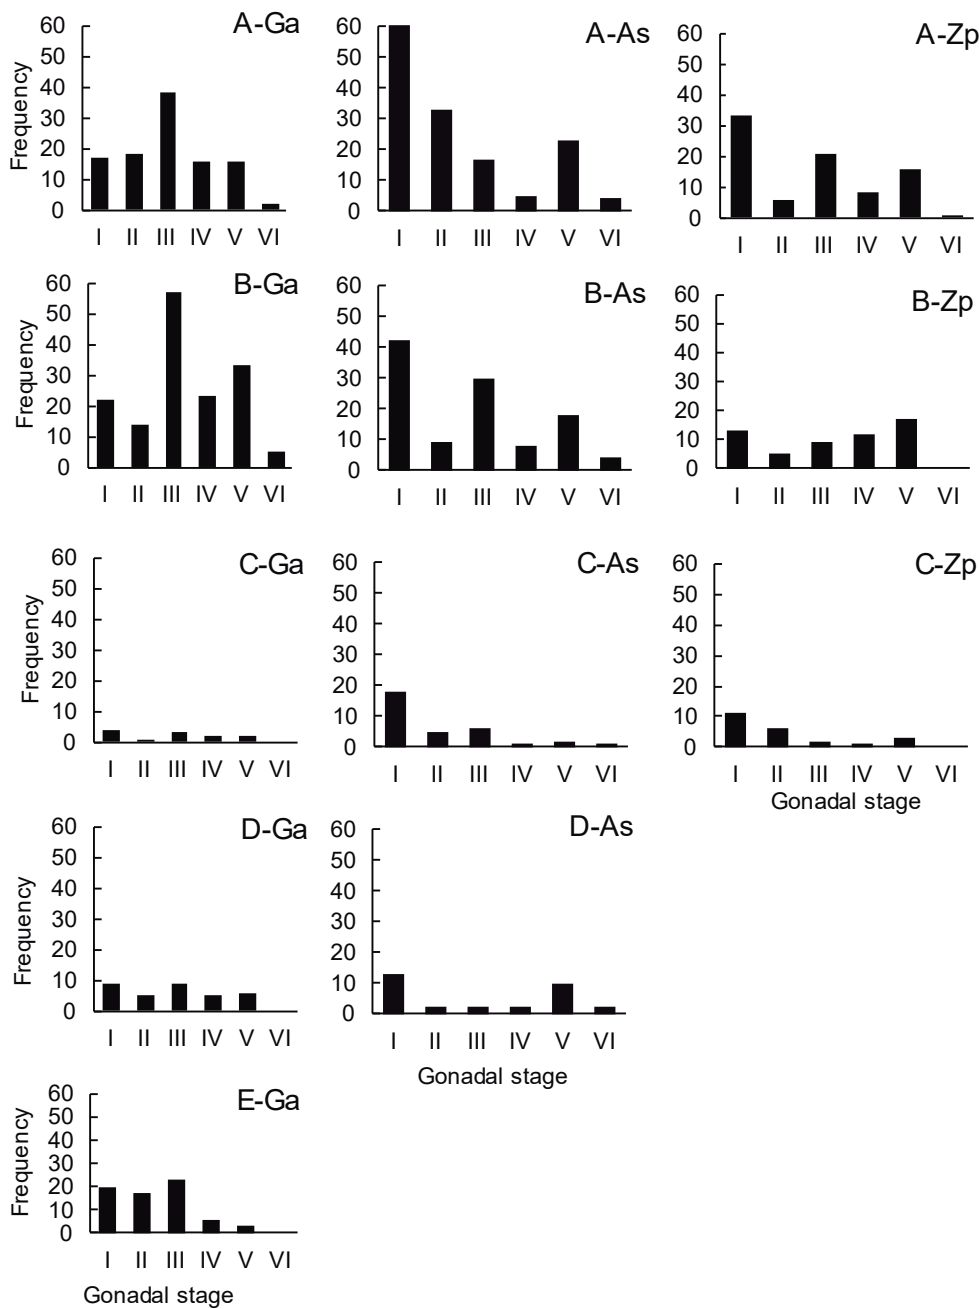 A-Ga
60
50
40
30
20
10
0
Frequency
I II III IV V VI
A-As
60
50
40
30
20
10
0
I II III IV V VI
A-Zp
60
50
40
30
20
10
0
I II III IV V VI
B-Ga
60
50
40
30
20
10
0
Frequency
I II III IV V VI
B-As
60
50
40
30
20
10
0
I II III IV V VI
B-Zp
60
50
40
30
20
10
0
I II III IV V VI
C-Ga
60
50
40
30
20
10
0
Frequency
I II III IV V VI
C-As
60
50
40
30
20
10
0
I II III IV V VI
C-Zp
60
50
40
30
20
10
0
I II III IV V VI
Gonadal stage
D-Ga
60
50
40
30
20
10
0
Frequency
I II III IV V VI
D-As
60
50
40
30
20
10
0
I II III IV V VI
Gonadal stage
E-Ga
60
50
40
30
20
10
0
Frequency
I II III IV V VI
Gonadal stage